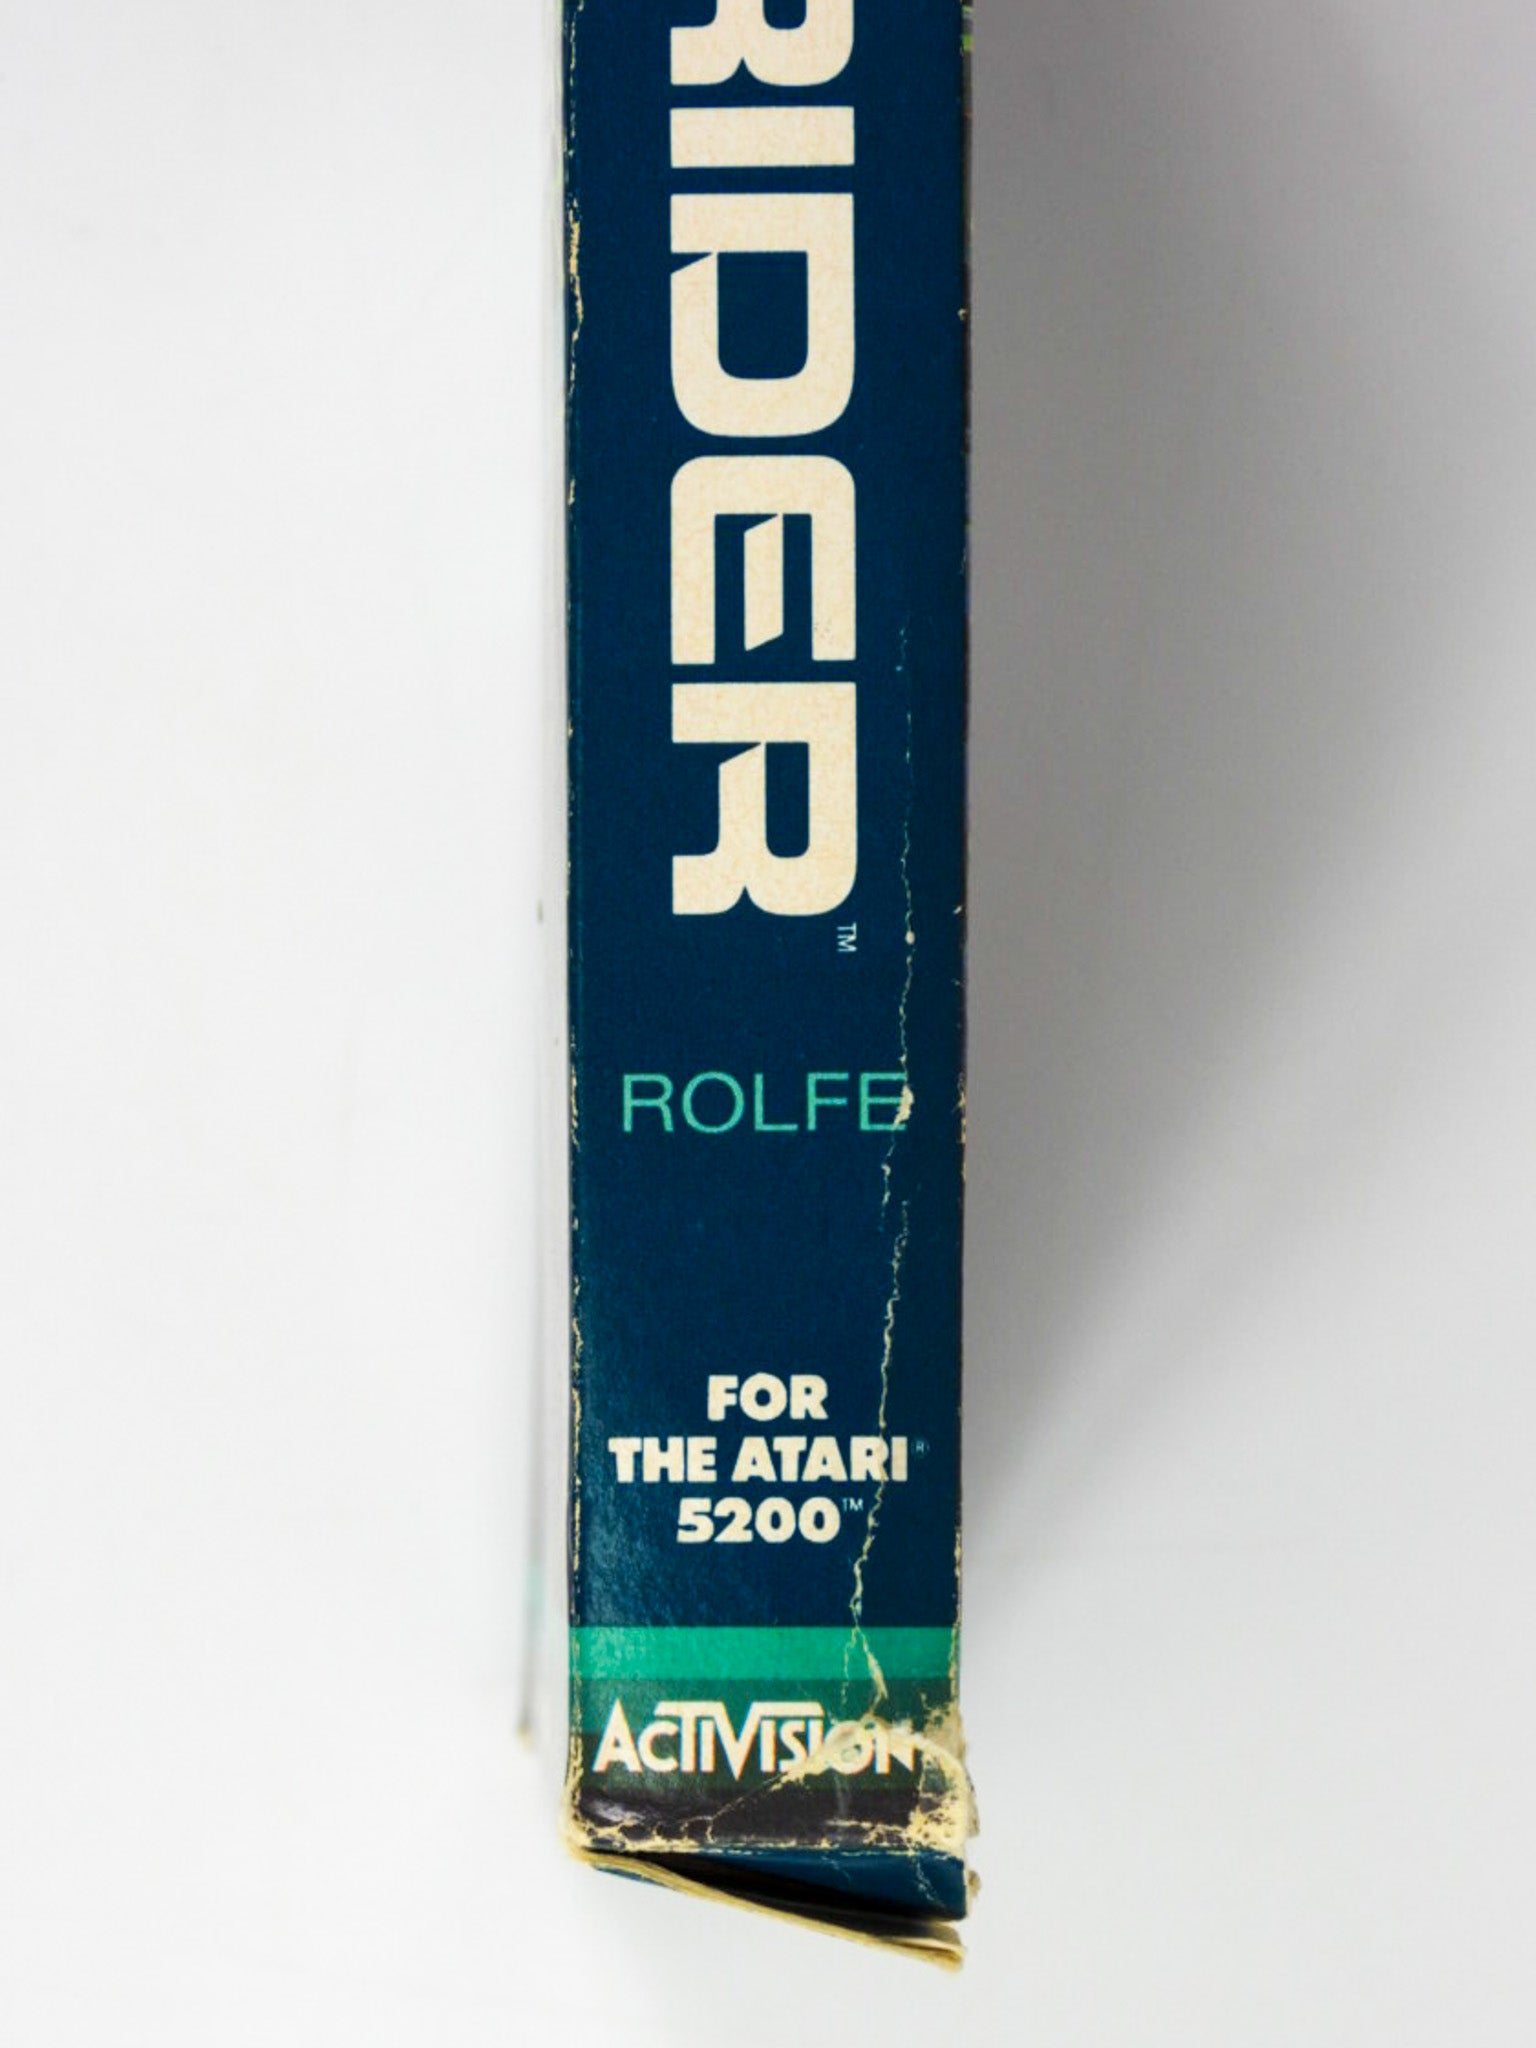 RIDER™
ROLFE
FOR
THE ATARI®
5200™
ACTIVISION